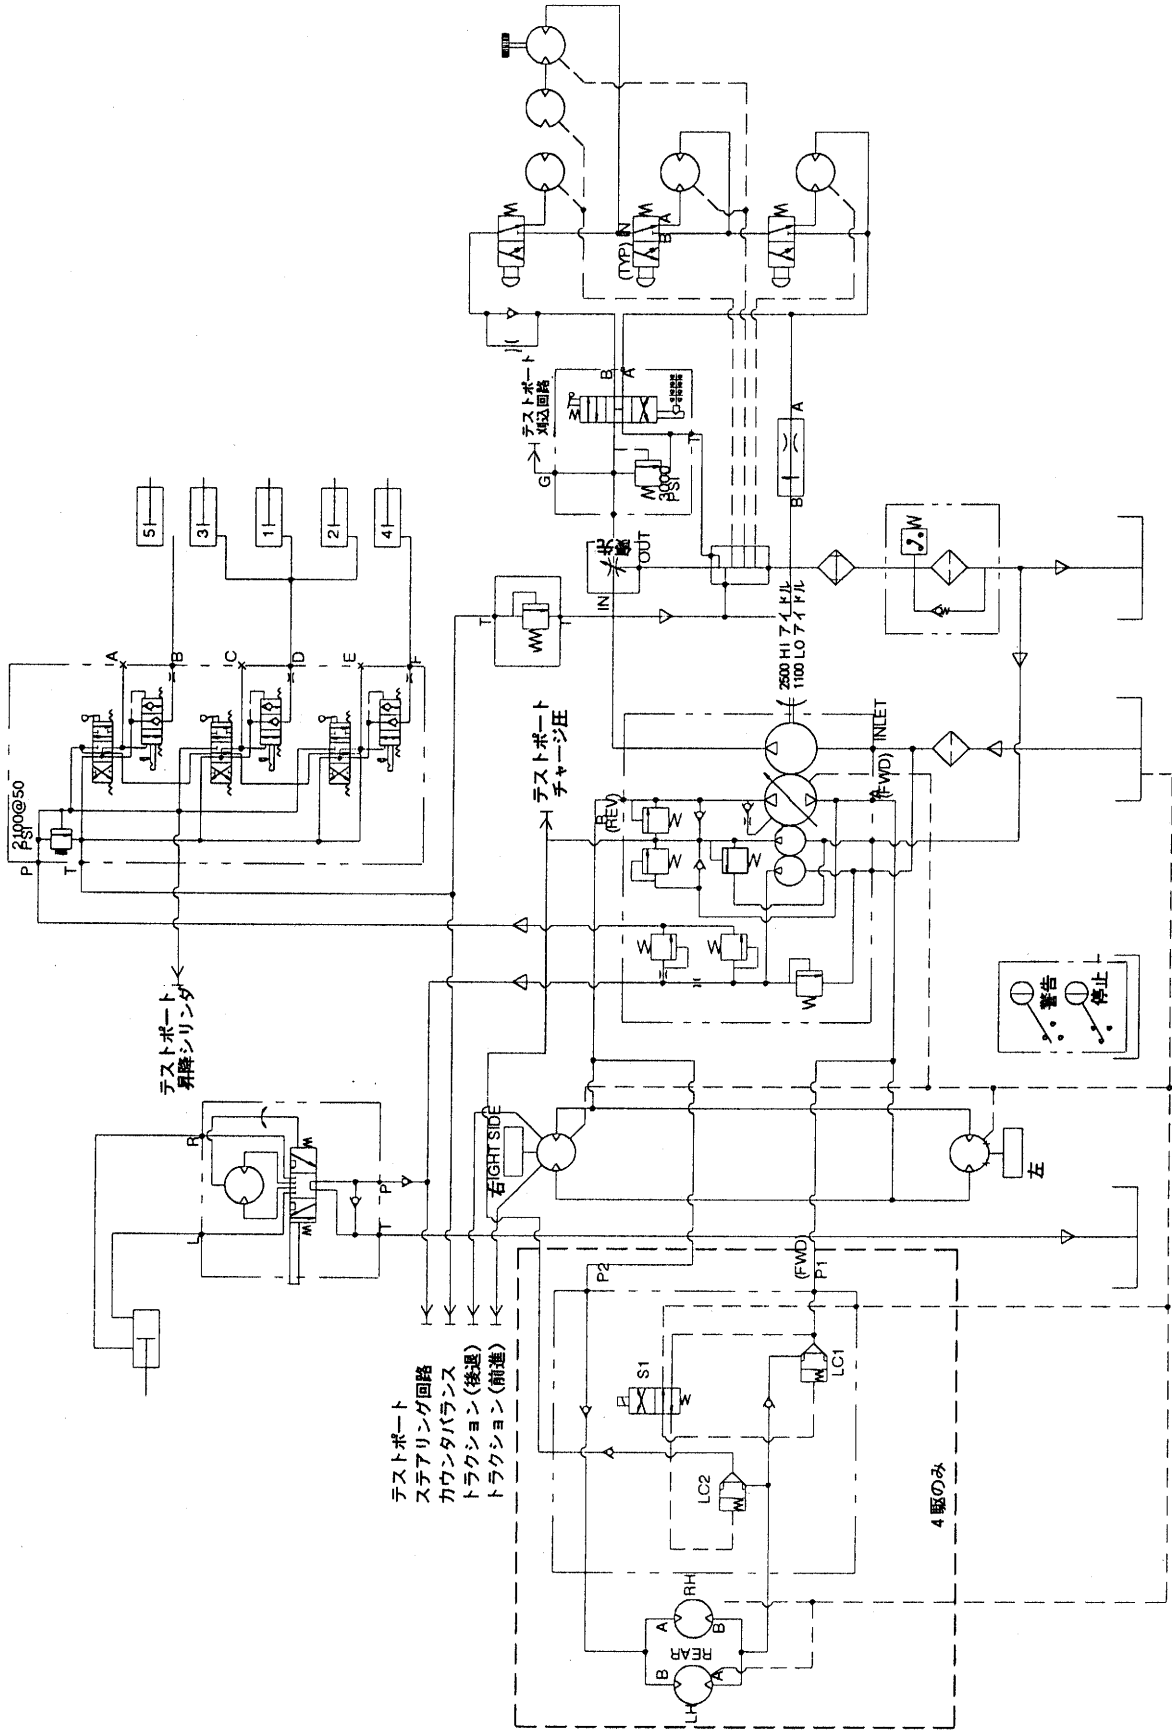 5
3
1
2
4
A
B
C
D
E
F
2100@50
PSI
P
T
テストポート
昇降シリンダ
R
L
P
T
テストポート
ステアリング回路
カウンタバランス
トラクション(後退)
トラクション(前進)
テストポート
刈込回路
G
B
A
3000
PSI
T
(TYP)
IN
A
B
優先
IN
OUT
T
B
A
2500 HI アイドル
1100 LO アイドル
テストポート
チャージ圧
B
(REV)
A
(FWD)
INLET
右
RIGHT SIDE
左
警告
停止
P2
(FWD)
P1
S1
LC1
LC2
RH
A
B
REAR
B
A
LH
4駆のみ